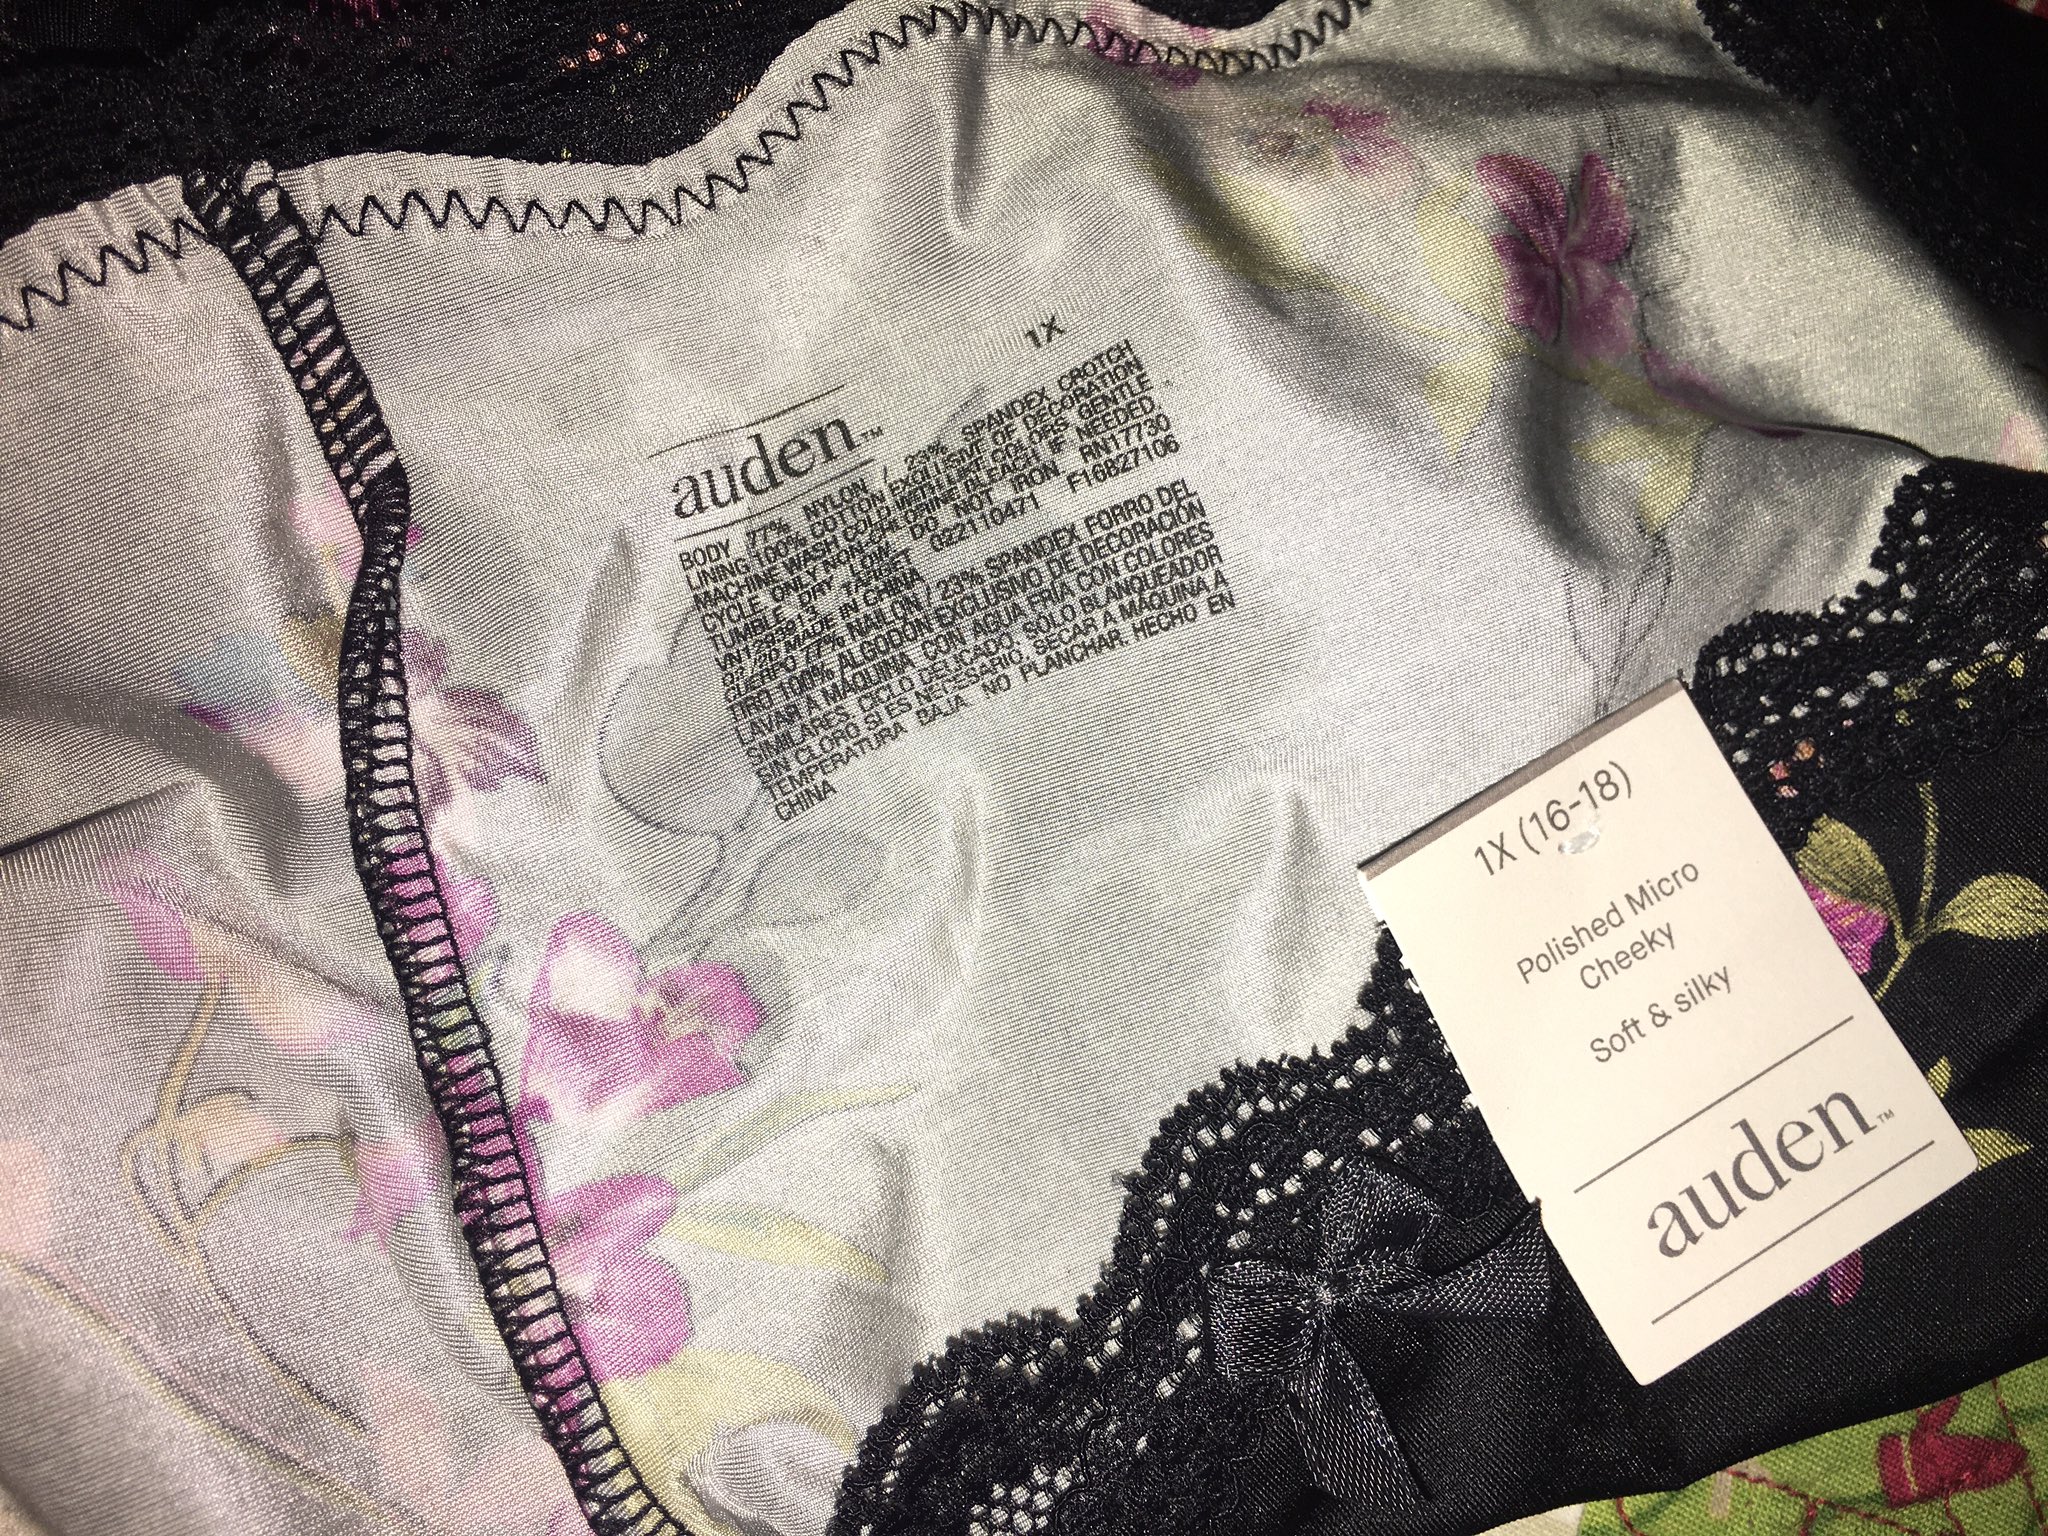 1X
auden™
BODY 77% NYLON / 23% SPANDEX CROTCH
LINING 100% COTTON EXCLUSIVE OF DECORATION
MACHINE WASH COLD WITH LIKE COLORS, GENTLE
CYCLE. ONLY NON-CHLORINE BLEACH IF NEEDED.
TUMBLE DRY LOW. DO NOT IRON RN17730
TARGET 022110471 F16B27106
MADE IN CHINA
CUERPO 77% NAILON / 23% SPANDEX FORRO DEL
TIRO 100% ALGODÓN EXCLUSIVO DE DECORACIÓN
LAVAR A MÁQUINA CON AGUA FRÍA CON COLORES
SIMILARES, CICLO DELICADO. SÓLO BLANQUEADOR
SIN CLORO SI ES NECESARIO. SECAR A MÁQUINA A
TEMPERATURA BAJA NO PLANCHAR. HECHO EN
CHINA
1X (16-18)
Polished Micro
Cheeky
Soft & silky
auden™